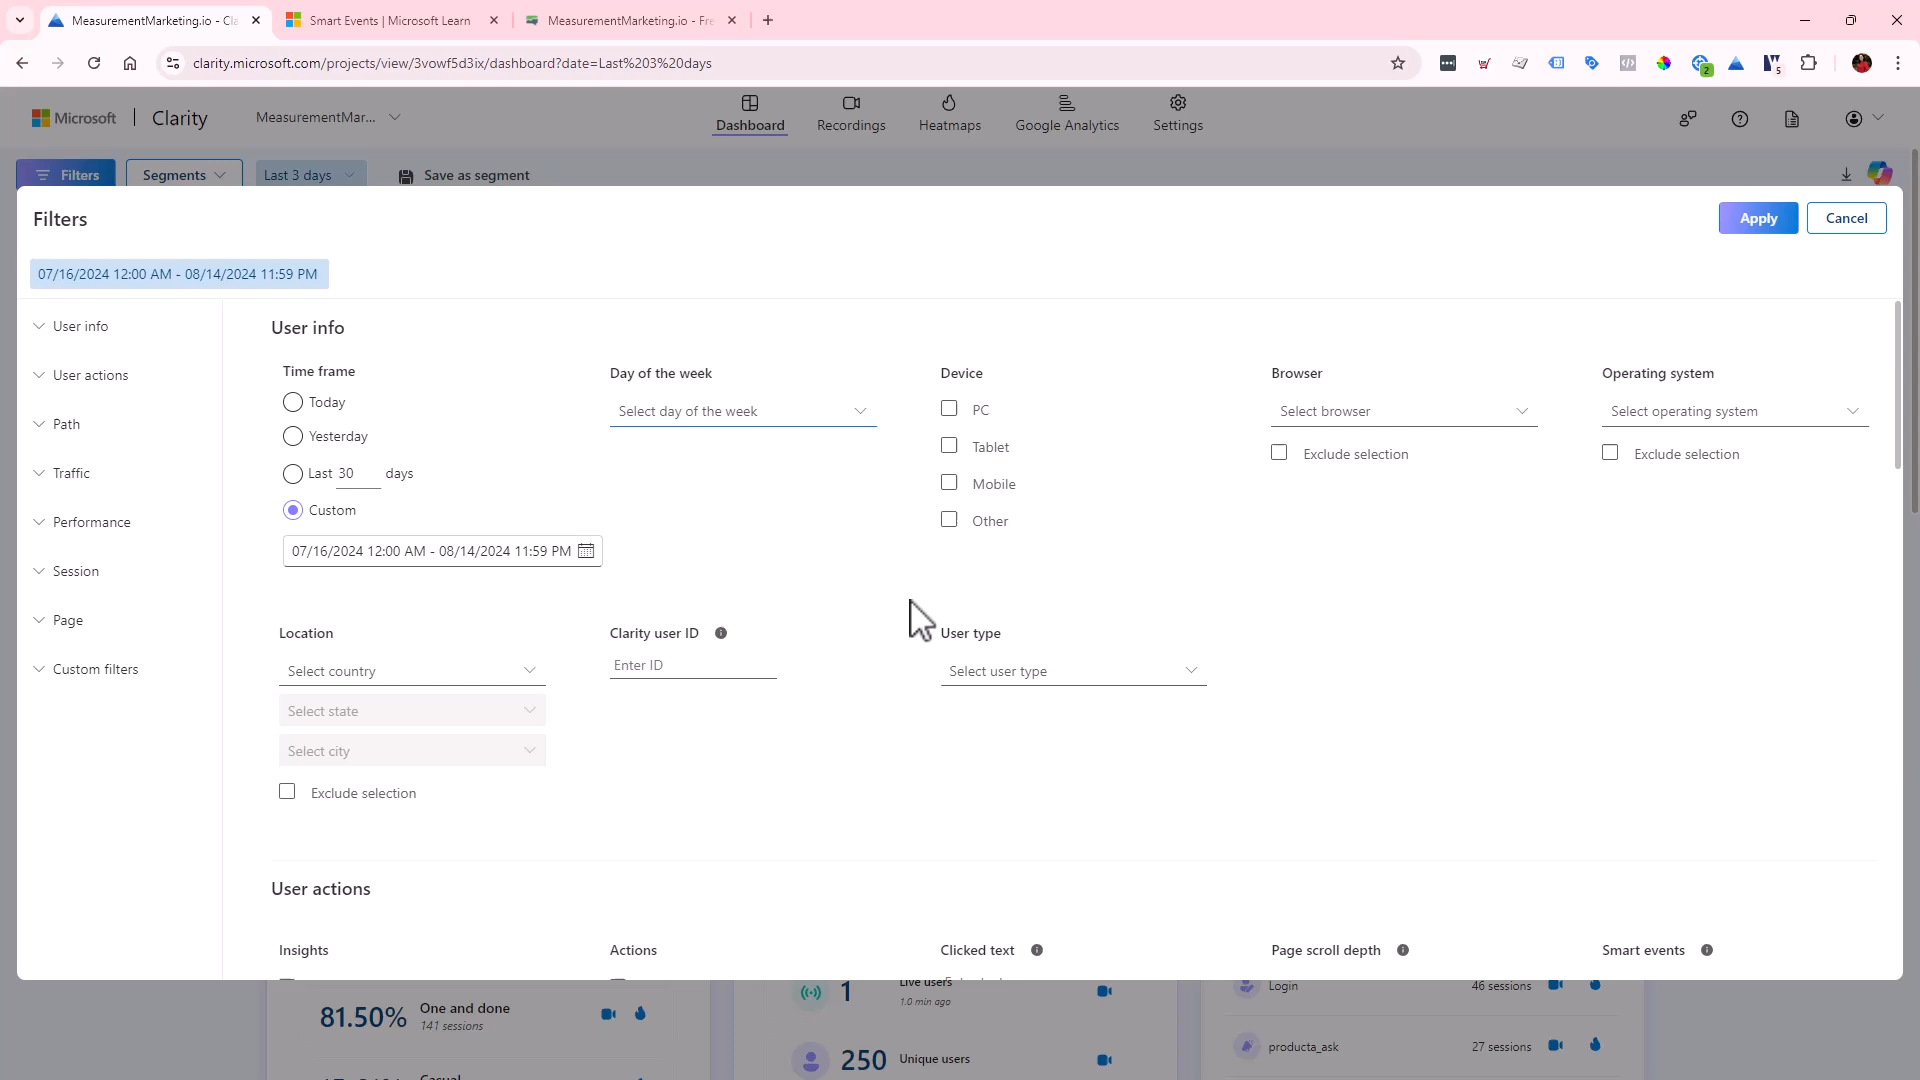 MeasurementMarketing.io - Cla
Smart Events | Microsoft Learn
MeasurementMarketing.io - Fre
clarity.microsoft.com/projects/view/3vowf5d3ix/dashboard?date=Last%203%20days
2
5
Microsoft
Clarity
MeasurementMar...
Dashboard
Recordings
Heatmaps
Google Analytics
Settings
Filters
Segments
Last 3 days
Save as segment
Filters
Apply
Cancel
07/16/2024 12:00 AM - 08/14/2024 11:59 PM
User info
User actions
Path
Traffic
Performance
Session
Page
Custom filters
User info
Time frame
Today
Yesterday
Last 30 days
Custom
07/16/2024 12:00 AM - 08/14/2024 11:59 PM
Day of the week
Select day of the week
Device
PC
Tablet
Mobile
Other
Browser
Select browser
Exclude selection
Operating system
Select operating system
Exclude selection
Location
Select country
Select state
Select city
Exclude selection
Clarity user ID
Enter ID
User type
Select user type
User actions
Insights
Actions
Clicked text
Page scroll depth
Smart events
81.50%
One and done
141 sessions
Casual
1
Live users
1.0 min ago
250
Unique users
Login
46 sessions
producta_ask
27 sessions